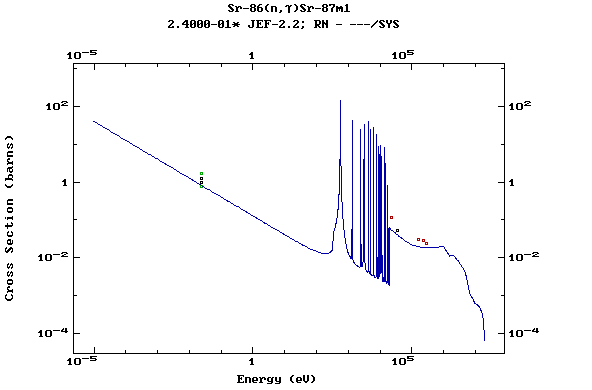 Sr-86(n,γ)Sr-87m1
2.4000-01* JEF-2.2; RN - ---/SYS
10-5 1 105
102 102
1 1
10-2 10-2
10-4 10-4
Cross Section (barns)
10-5 1 105
Energy (eV)